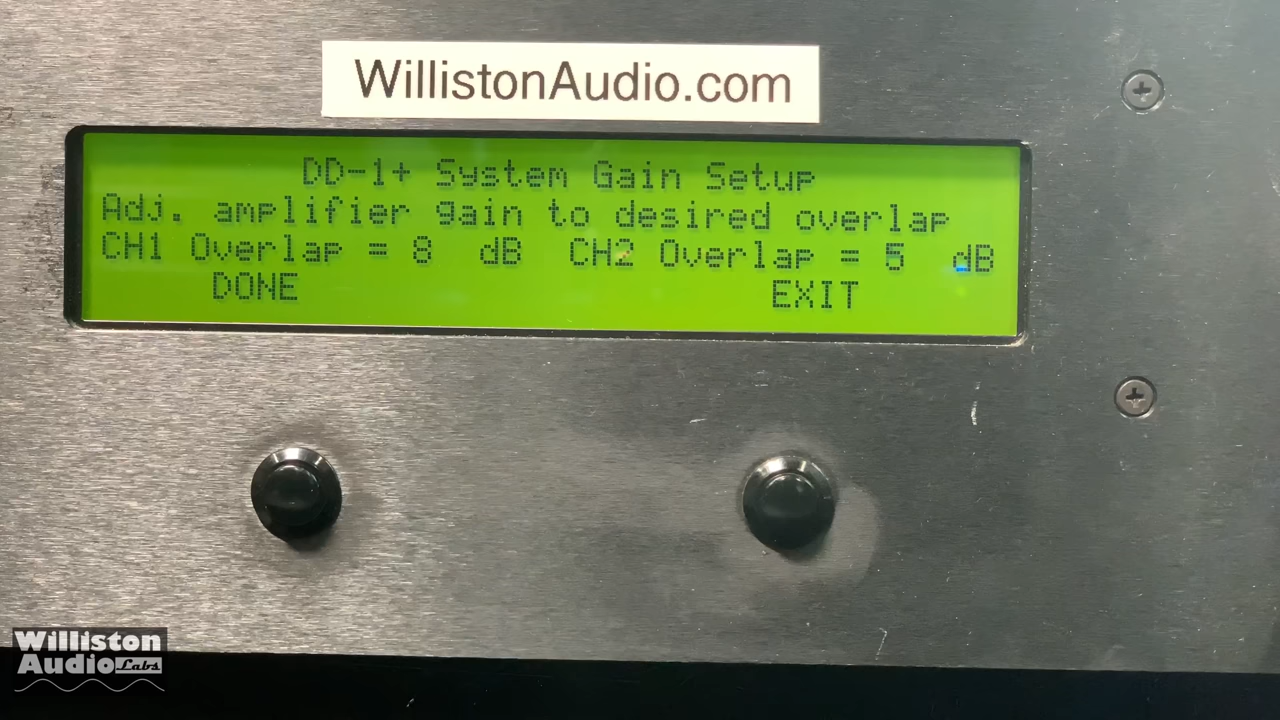 WillistonAudio.com
DD-1+ System Gain Setup
Adj. amplifier gain to desired overlap
CH1 Overlap = 8 dB CH2 Overlap = 5 dB
DONE EXIT
Williston
Audio Labs